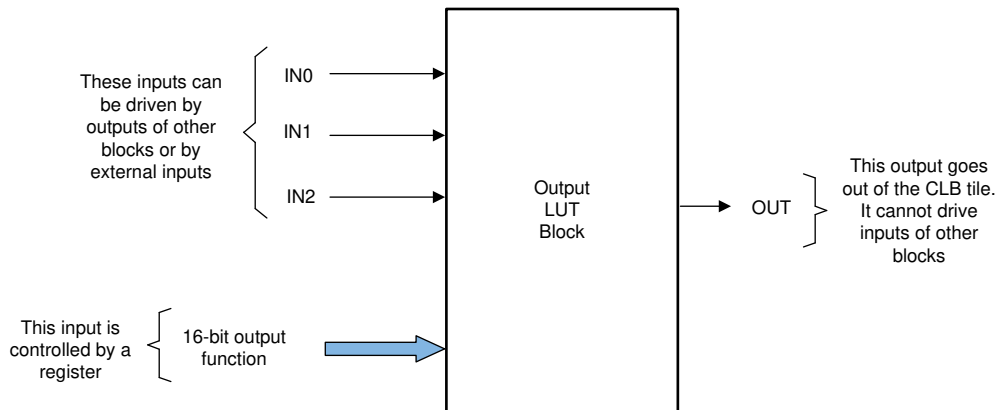 These inputs can
be driven by
outputs of other
blocks or by
external inputs
IN0
IN1
IN2
Output
LUT
Block
OUT
This output goes
out of the CLB tile.
It cannot drive
inputs of other
blocks
This input is
controlled by a
register
16-bit output
function